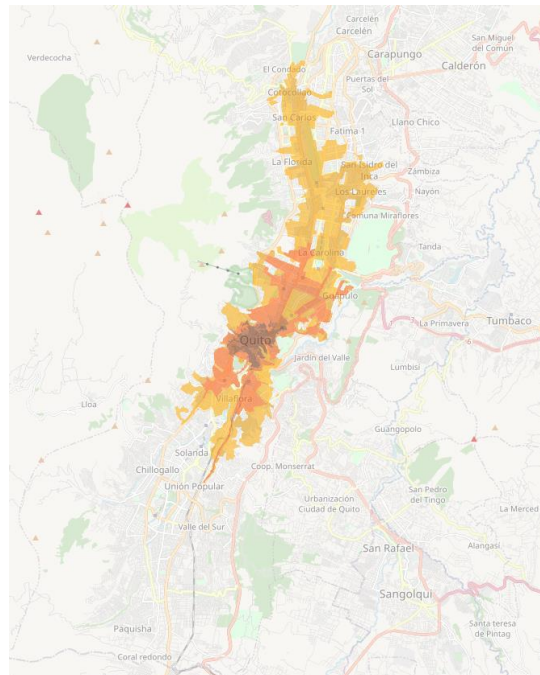 Carcelén
Carcelén
San Miguel
del Común
Verdecocha
Carapungo
Calderón
El Condado
Puertas del
Sol
Cotocollao
San Carlos
Llano Chico
Fatima 1
La Florida
San Isidro del
Inca
Zámbiza
Los Laureles
Nayón
Comuna Miraflores
Tanda
La Carolina
Guápulo
La Primavera
Tumbaco
Quito
Jardín del Valle
Lumbisí
Villaflora
Lloa
Guangopolo
Solanda
Chillogallo
Coop. Monserrat
Unión Popular
San Pedro
del Tingo
Urbanización
Ciudad de Quito
La Merced
Valle del Sur
San Rafael
Alangasí
Sangolquí
Santa teresa
de Pintag
Paquisha
Coral redondo